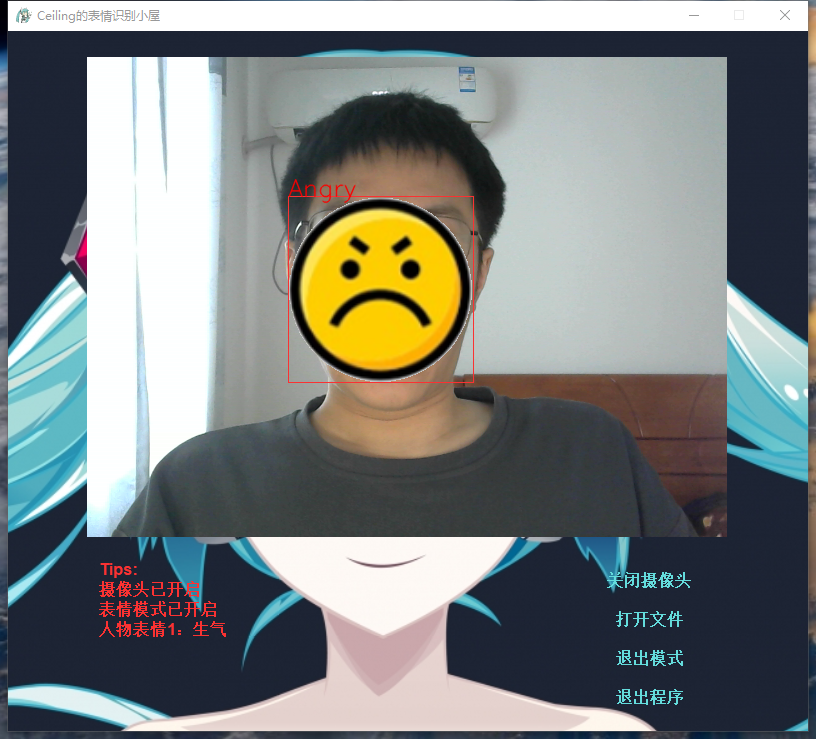 Ceiling的表情识别小屋
Angry
Tips:
摄像头已开启
表情模式已开启
人物表情1：生气
关闭摄像头
打开文件
退出模式
退出程序